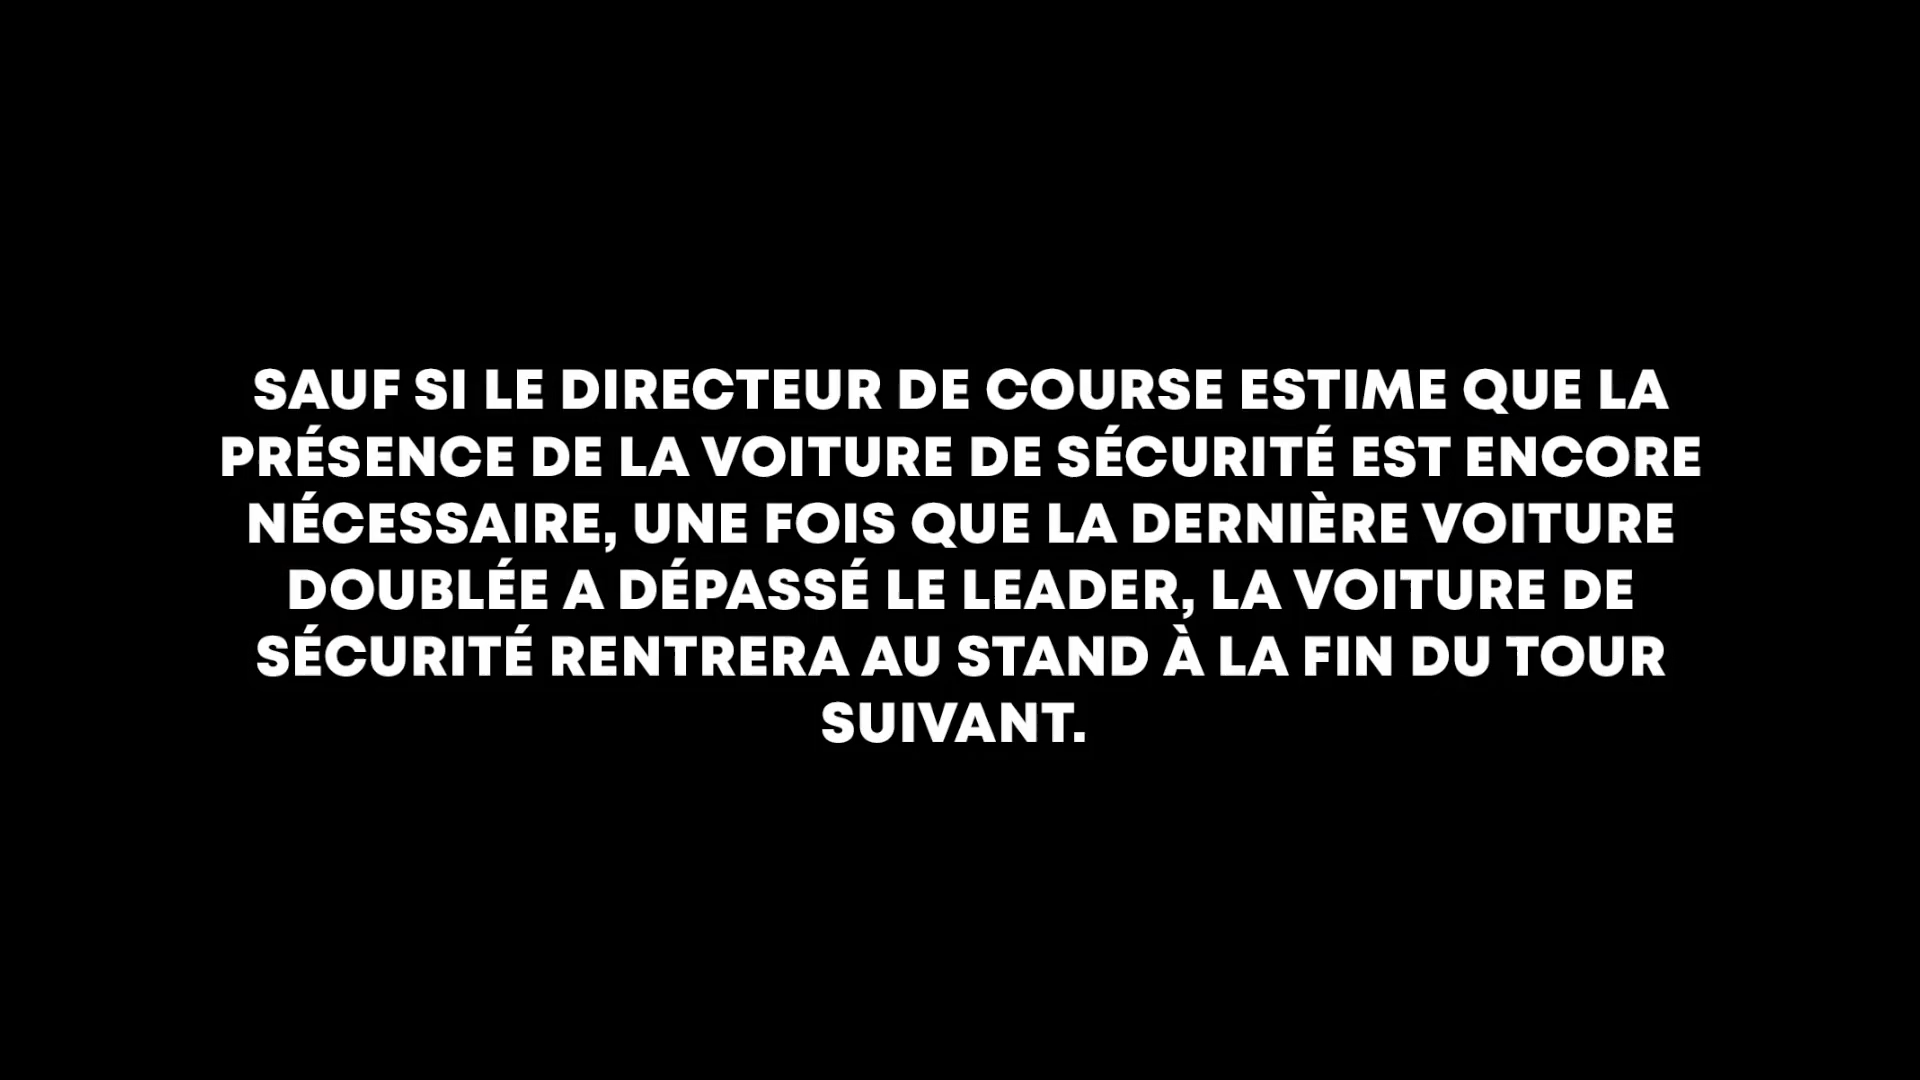 SAUF SI LE DIRECTEUR DE COURSE ESTIME QUE LA
PRÉSENCE DE LA VOITURE DE SÉCURITÉ EST ENCORE
NÉCESSAIRE, UNE FOIS QUE LA DERNIÈRE VOITURE
DOUBLÉE A DÉPASSÉ LE LEADER, LA VOITURE DE
SÉCURITÉ RENTRERA AU STAND À LA FIN DU TOUR
SUIVANT.